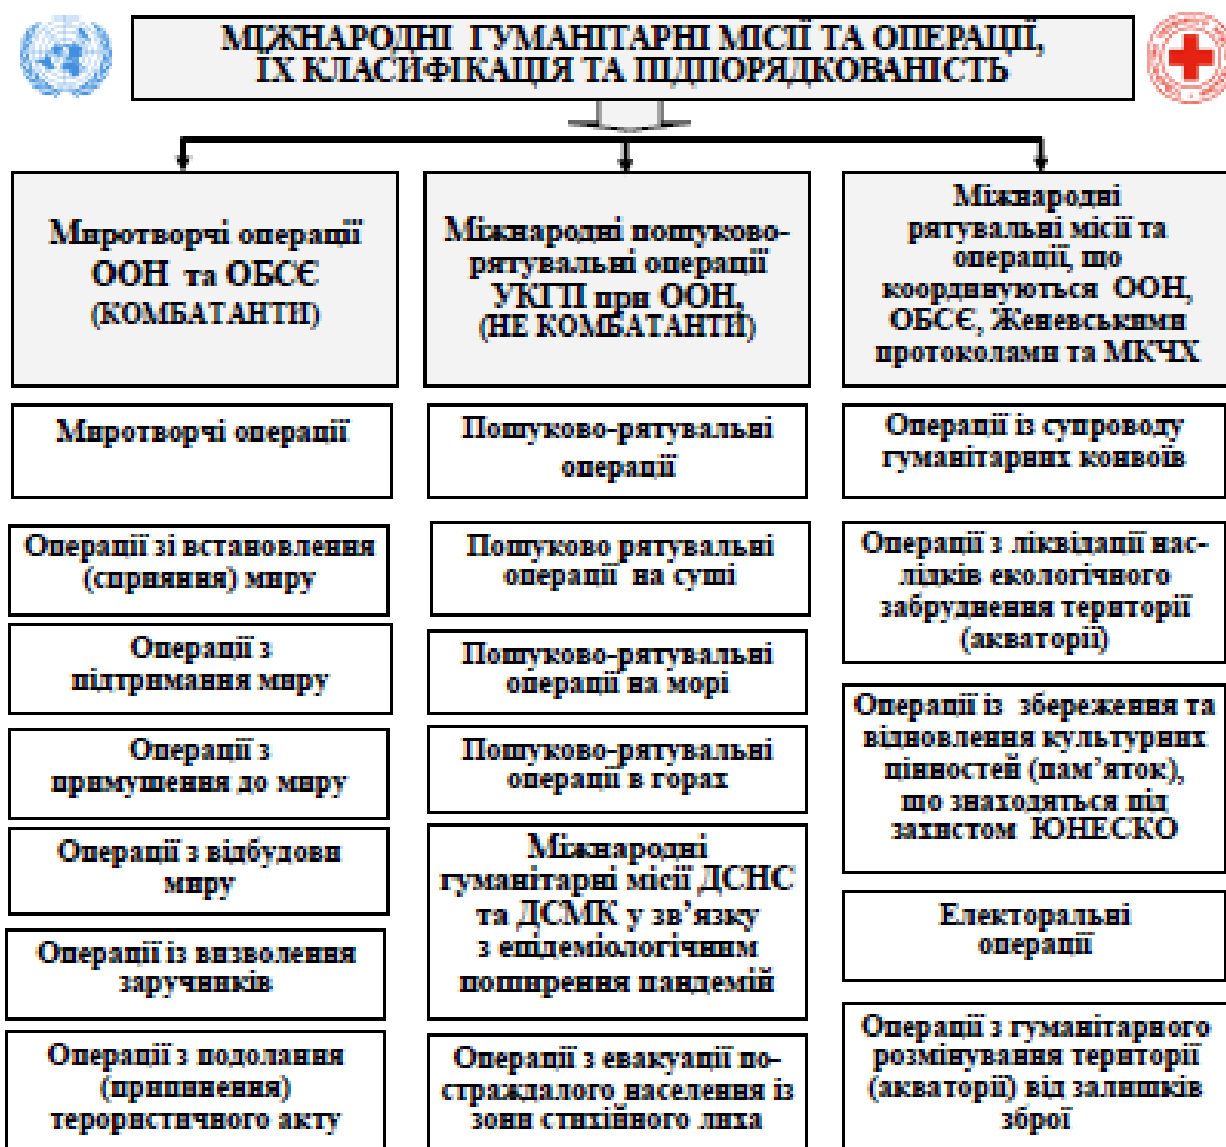 МІЖНАРОДНІ ГУМАНІТАРНІ МІСІЇ ТА ОПЕРАЦІЇ,
ЇХ КЛАСИФІКАЦІЯ ТА ПІДПОРЯДКОВАНІСТЬ
Миротворчі операції
ООН та ОБСЄ
(КОМБАТАНТИ)
Миротворчі операції
Операції зі встановлення
(сприяння) миру
Операції з
підтримання миру
Операції з
примушення до миру
Операції з відбудови
миру
Операції із визволення
заручників
Операції з подолання
(припинення)
терористичного акту
Міжнародні пошуково-
рятувальні операції
УКГП при ООН,
(НЕ КОМБАТАНТИ)
Пошуково-рятувальні
операції
Пошуково рятувальні
операції на суші
Пошуково-рятувальні
операції на морі
Пошуково-рятувальні
операції в горах
Міжнародні
гуманітарні місії ДСНС
та ДСМК у зв’язку
з епідеміологічним
поширення пандемій
Операції з евакуації по-
страждалого населення із
зони стихійного лиха
Міжнародні
рятувальні місії та
операції, що
координуються ООН,
ОБСЄ, Женевськими
протоколами та МКЧХ
Операції із супроводу
гуманітарних конвоїв
Операції з ліквідації нас-
лідків екологічного
забруднення території
(акваторії)
Операції із збереження та
відновлення культурних
цінностей (пам’яток),
що знаходяться під
захистом ЮНЕСКО
Електоральні
операції
Операції з гуманітарного
розмінування території
(акваторії) від залишків
зброї